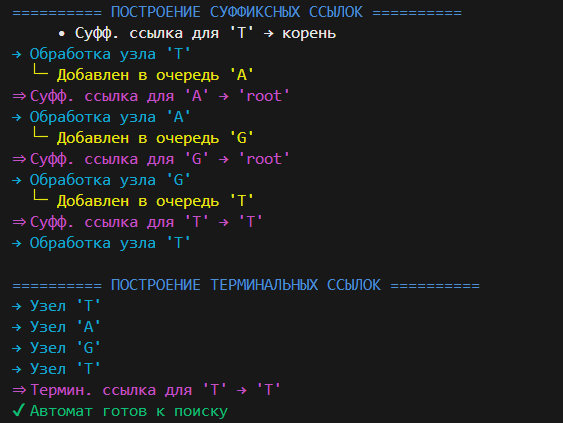 ========== ПОСТРОЕНИЕ СУФФИКСНЫХ ССЫЛОК ==========
• Суфф. ссылка для 'T' → корень
→ Обработка узла 'T'
└─ Добавлен в очередь 'A'
⇒ Суфф. ссылка для 'A' → 'root'
→ Обработка узла 'A'
└─ Добавлен в очередь 'G'
⇒ Суфф. ссылка для 'G' → 'root'
→ Обработка узла 'G'
└─ Добавлен в очередь 'T'
⇒ Суфф. ссылка для 'T' → 'T'
→ Обработка узла 'T'
========== ПОСТРОЕНИЕ ТЕРМИНАЛЬНЫХ ССЫЛОК ==========
→ Узел 'T'
→ Узел 'A'
→ Узел 'G'
→ Узел 'T'
⇒ Термин. ссылка для 'T' → 'T'
✔ Автомат готов к поиску